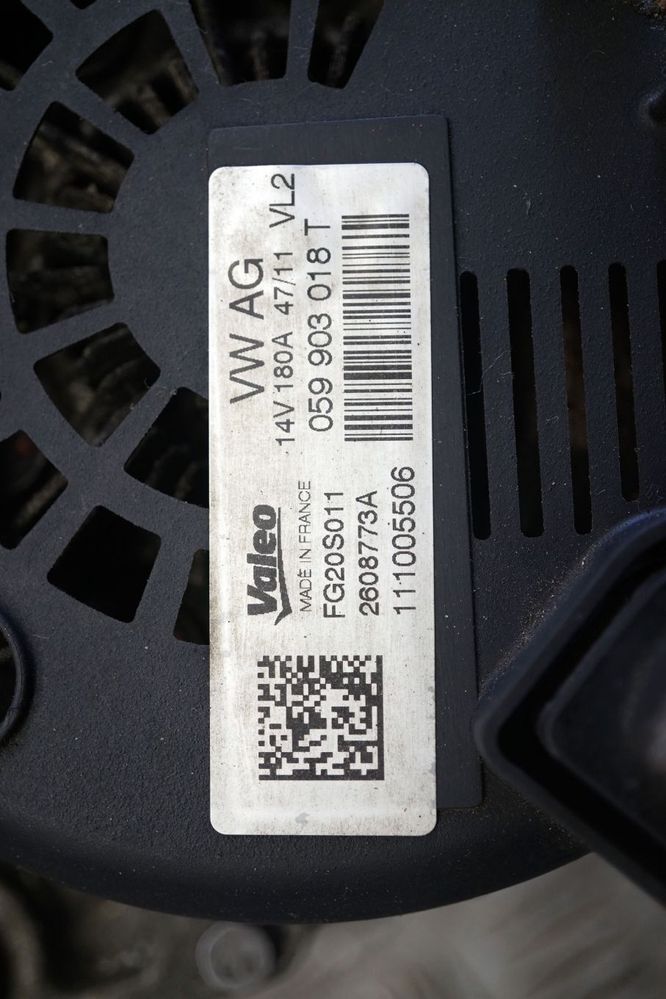 Valeo
MADE IN FRANCE
FG20S011
2608773A
111005506
VW AG
14V 180A 47/11 VL2
059 903 018 T